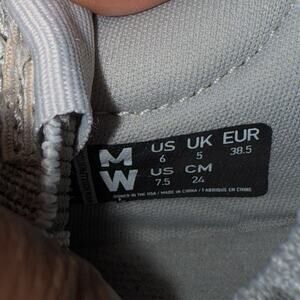 M US UK EUR
6 5 38.5
W US CM
7.5 24
DESIGNED IN THE USA / MADE IN CHINA / FABRIQUÉ EN CHINE